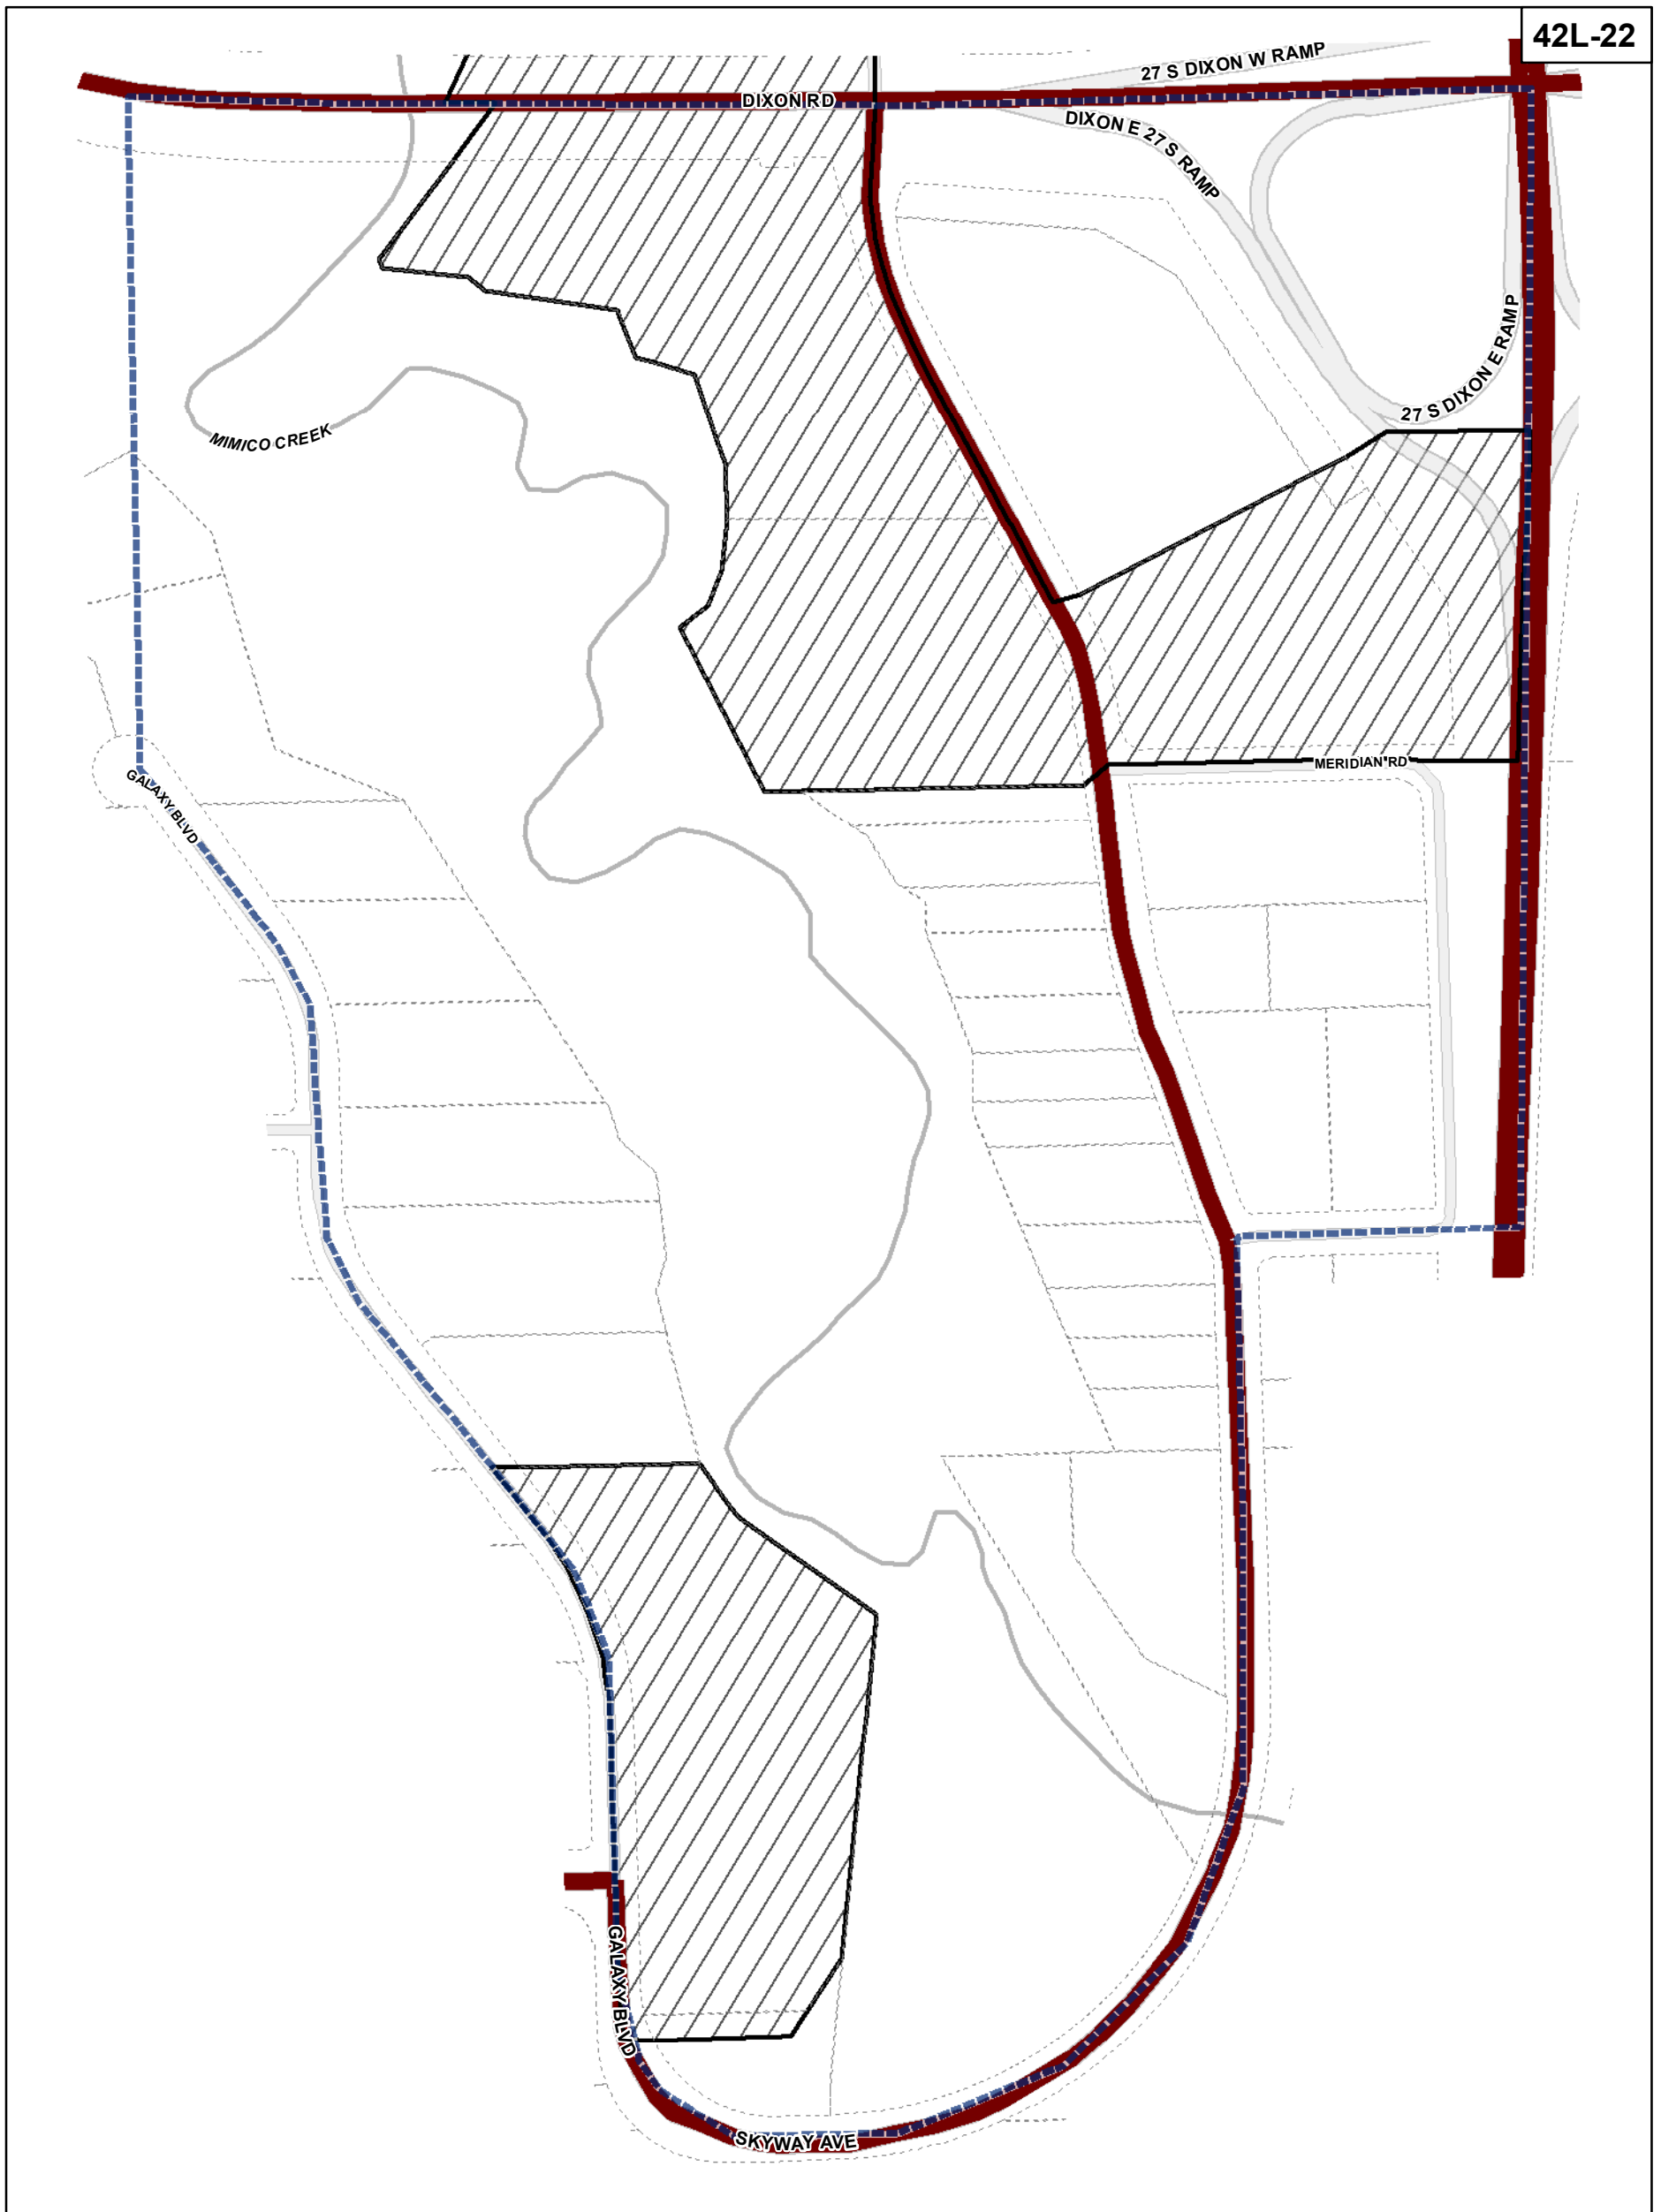 42L-22
27 S DIXON W RAMP
DIXON RD
DIXON E 27 S RAMP
27 S DIXON E RAMP
MIMICO CREEK
MERIDIAN RD
GALAXY BLVD
GALAXY BLVD
SKYWAY AVE